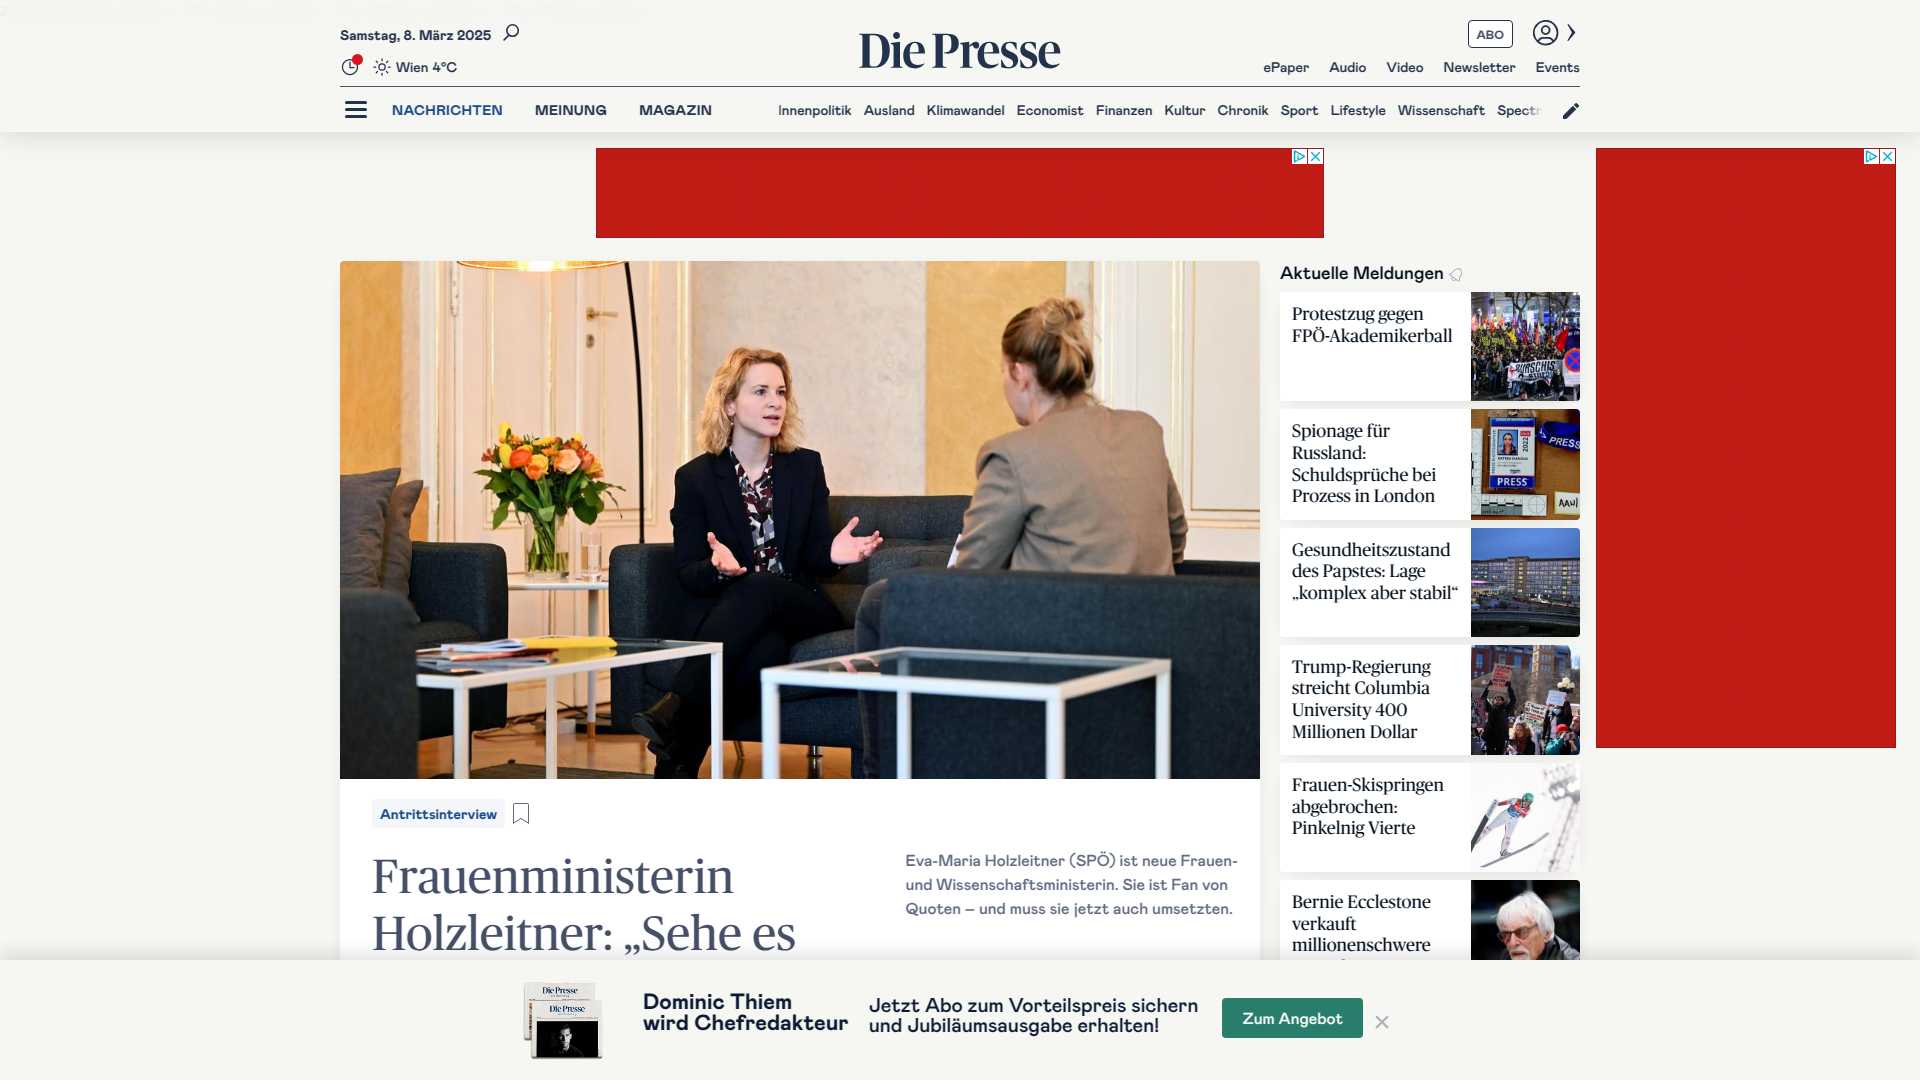 Samstag, 8. März 2025
Die Presse
ABO
Wien 4°C
ePaper Audio Video Newsletter Events
NACHRICHTEN MEINUNG MAGAZIN
Innenpolitik Ausland Klimawandel Economist Finanzen Kultur Chronik Sport Lifestyle Wissenschaft Spectr
Aktuelle Meldungen
Protestzug gegen
FPÖ-Akademikerball
Spionage für
Russland:
Schuldsprüche bei
Prozess in London
PRESS
PRESS
2022
Gesundheitszustand
des Papstes: Lage
„komplex aber stabil“
Trump-Regierung
streicht Columbia
University 400
Millionen Dollar
Frauen-Skispringen
abgebrochen:
Pinkelnig Vierte
Bernie Ecclestone
verkauft
millionenschwere
Antrittsinterview
Frauenministerin
Holzleitner: „Sehe es
Eva-Maria Holzleitner (SPÖ) ist neue Frauen-
und Wissenschaftsministerin. Sie ist Fan von
Quoten – und muss sie jetzt auch umsetzten.
Die Presse
Die Presse
Dominic Thiem
wird Chefredakteur
Jetzt Abo zum Vorteilspreis sichern
und Jubiläumsausgabe erhalten!
Zum Angebot